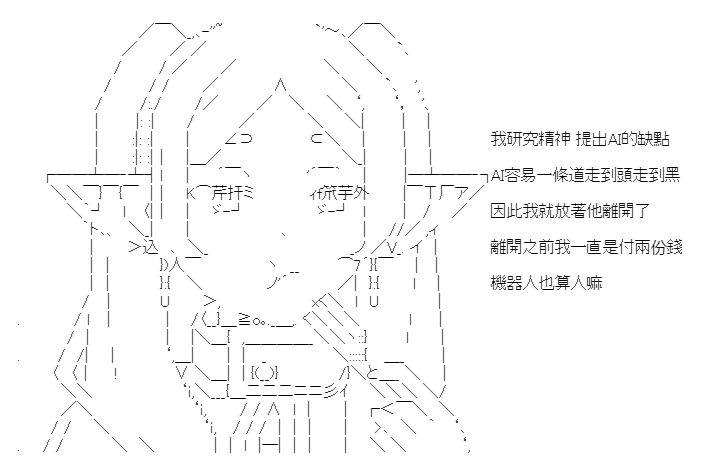 我研究精神 提出AI的缺點
AI容易一條道走到頭走到黑
因此我就放著他離開了
離開之前我一直是付兩份錢
機器人也算人嘛